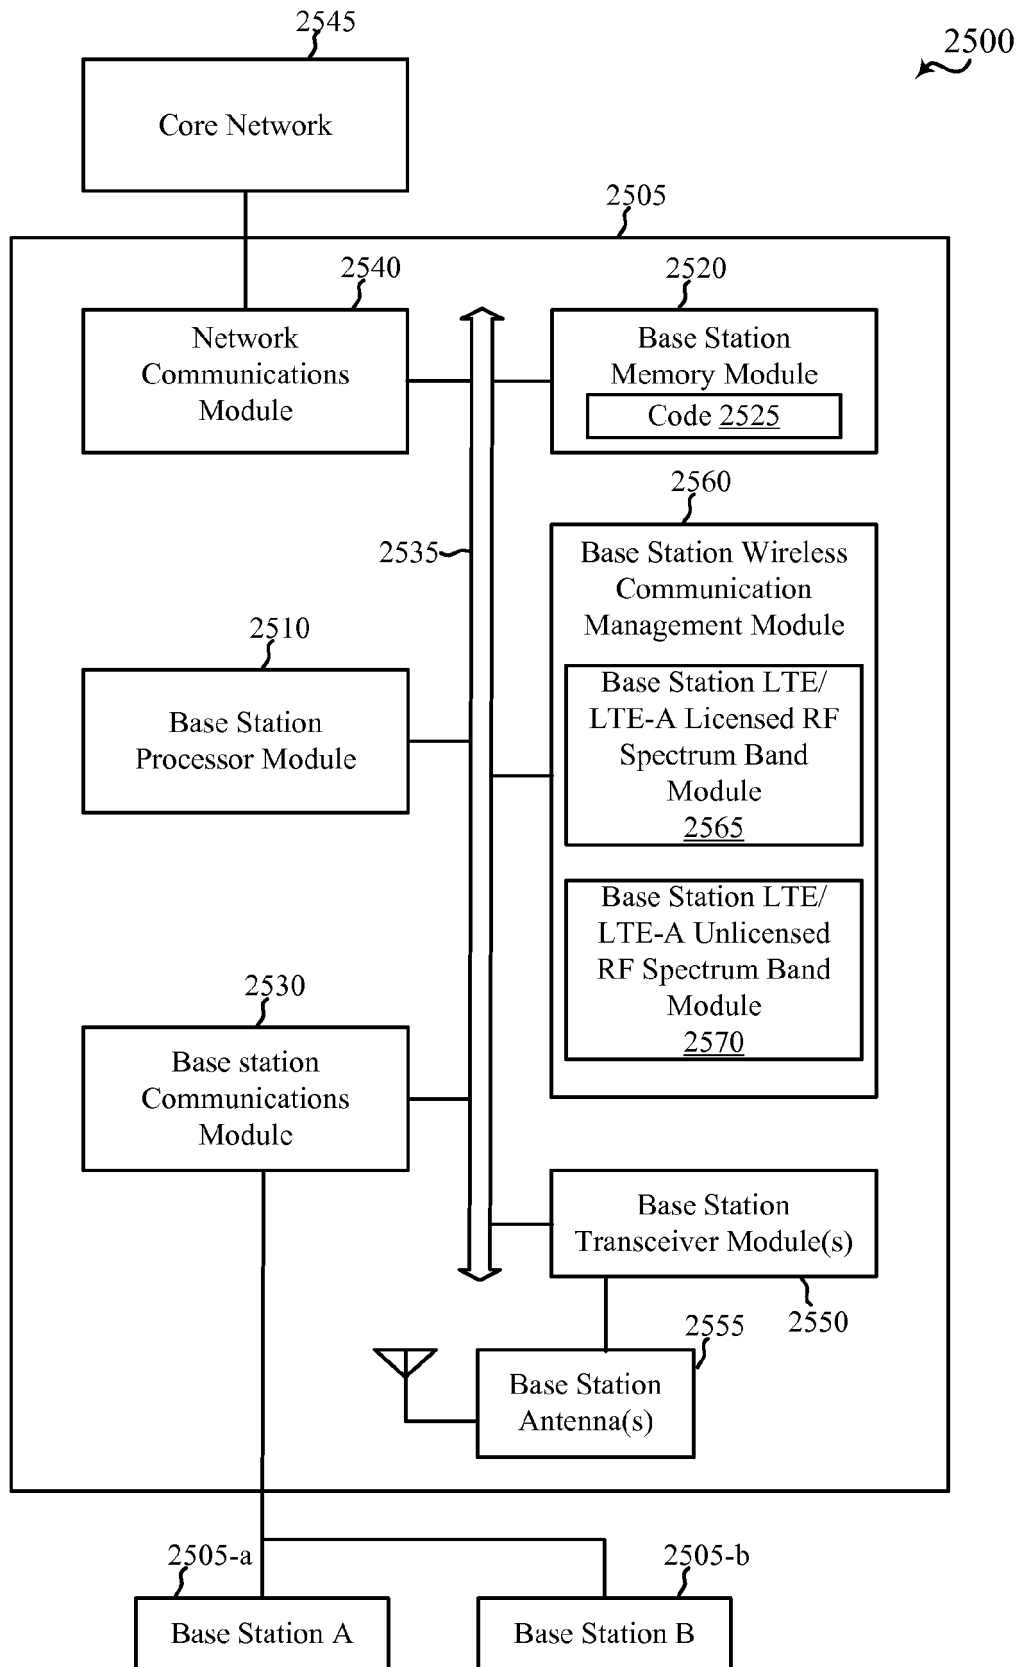 2545
2500
Core Network
2505
2540
2520
Network
Communications
Module
Base Station
Memory Module
Code 2525
2560
2535
Base Station Wireless
Communication
Management Module
2510
Base Station
Processor Module
Base Station LTE/
LTE-A Licensed RF
Spectrum Band
Module
2565
Base Station LTE/
LTE-A Unlicensed
RF Spectrum Band
Module
2570
2530
Base station
Communications
Module
Base Station
Transceiver Module(s)
2550
2555
Base Station
Antenna(s)
2505-a
2505-b
Base Station A
Base Station B